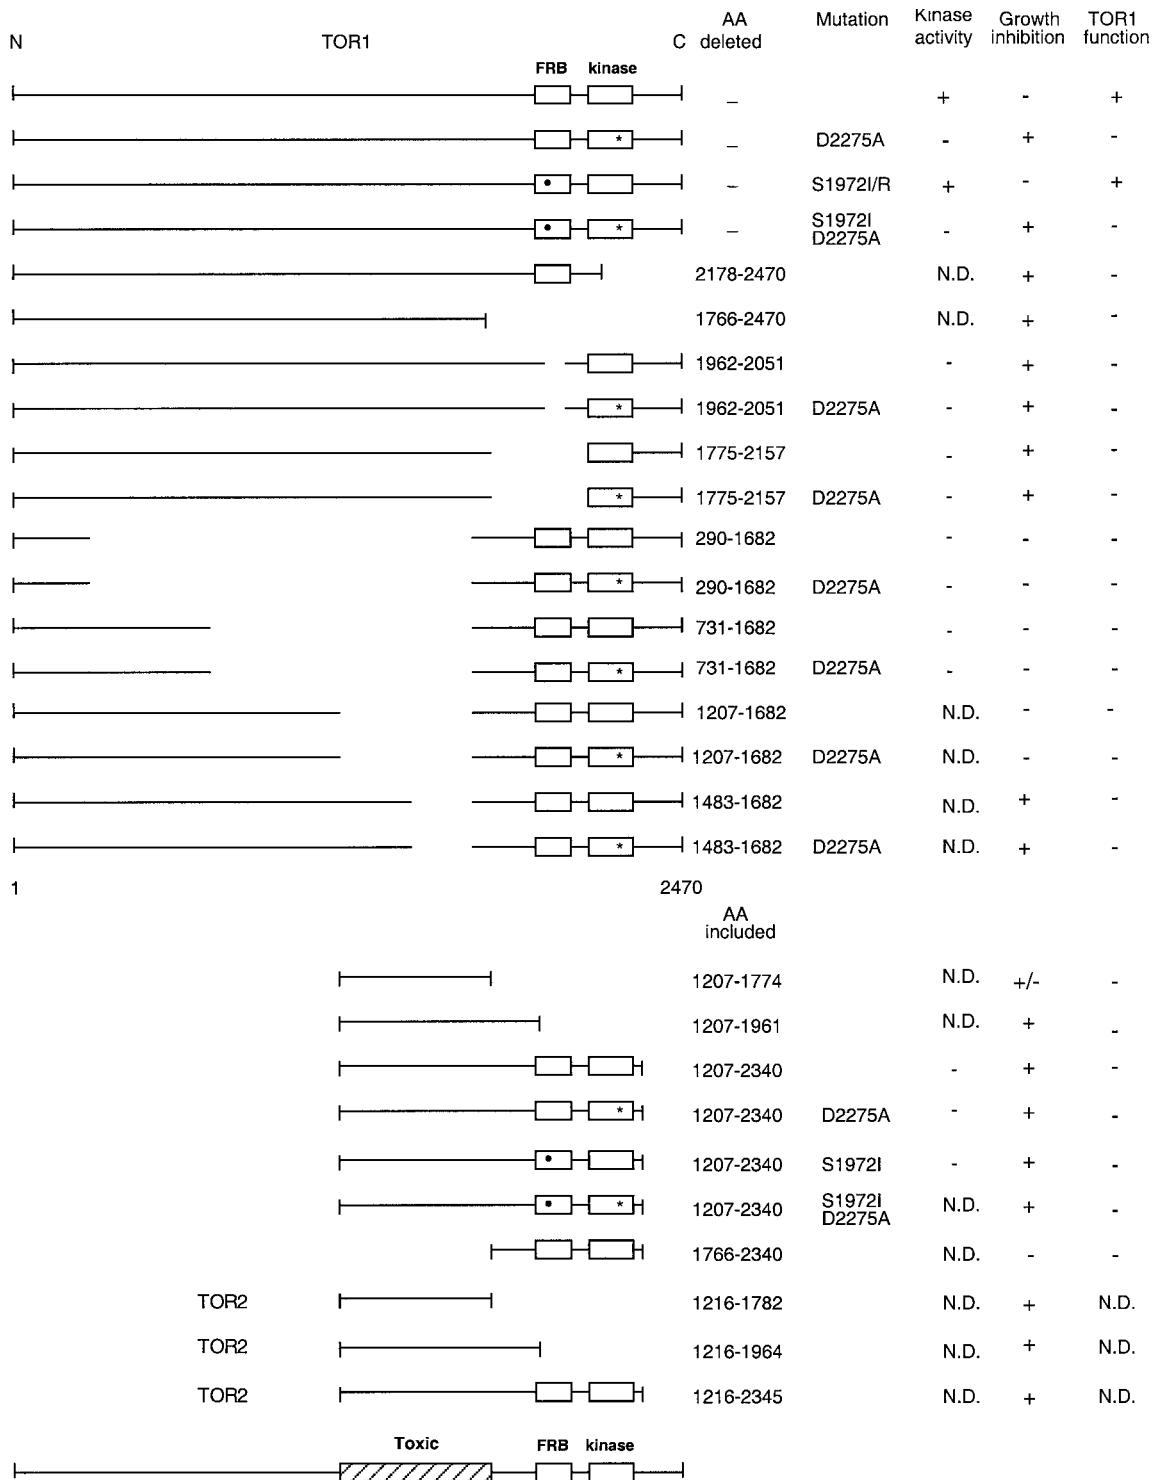 AA Mutation Kinase Growth TOR1
N TOR1 C deleted activity inhibition function
FRB kinase
– + - +
* – D2275A - + -
• – S1972I/R + - +
• * – S1972I D2275A - + -
2178-2470 N.D. + -
1766-2470 N.D. + -
1962-2051 - + -
* 1962-2051 D2275A - + -
1775-2157 - + -
* 1775-2157 D2275A - + -
290-1682 - - -
* 290-1682 D2275A - - -
731-1682 - - -
* 731-1682 D2275A - - -
1207-1682 N.D. - -
* 1207-1682 D2275A N.D. - -
1483-1682 N.D. + -
* 1483-1682 D2275A N.D. + -
1 2470
AA
included
1207-1774 N.D. +/- -
1207-1961 N.D. + -
1207-2340 - + -
* 1207-2340 D2275A - + -
• 1207-2340 S1972I - + -
• * 1207-2340 S1972I D2275A N.D. + -
1766-2340 N.D. - -
TOR2 1216-1782 N.D. + N.D.
TOR2 1216-1964 N.D. + N.D.
TOR2 1216-2345 N.D. + N.D.
Toxic FRB kinase